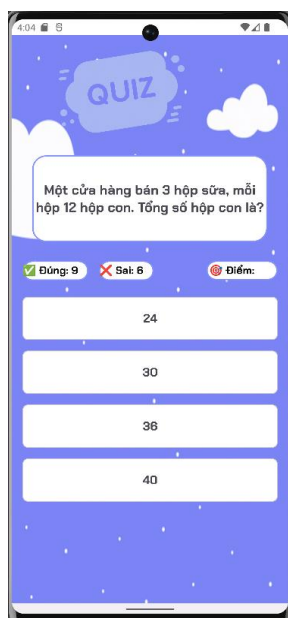 4:04
QUIZ
Một cửa hàng bán 3 hộp sữa, mỗi
hộp 12 hộp con. Tổng số hộp con là?
Đúng: 9
Sai: 6
Điểm:
24
30
36
40